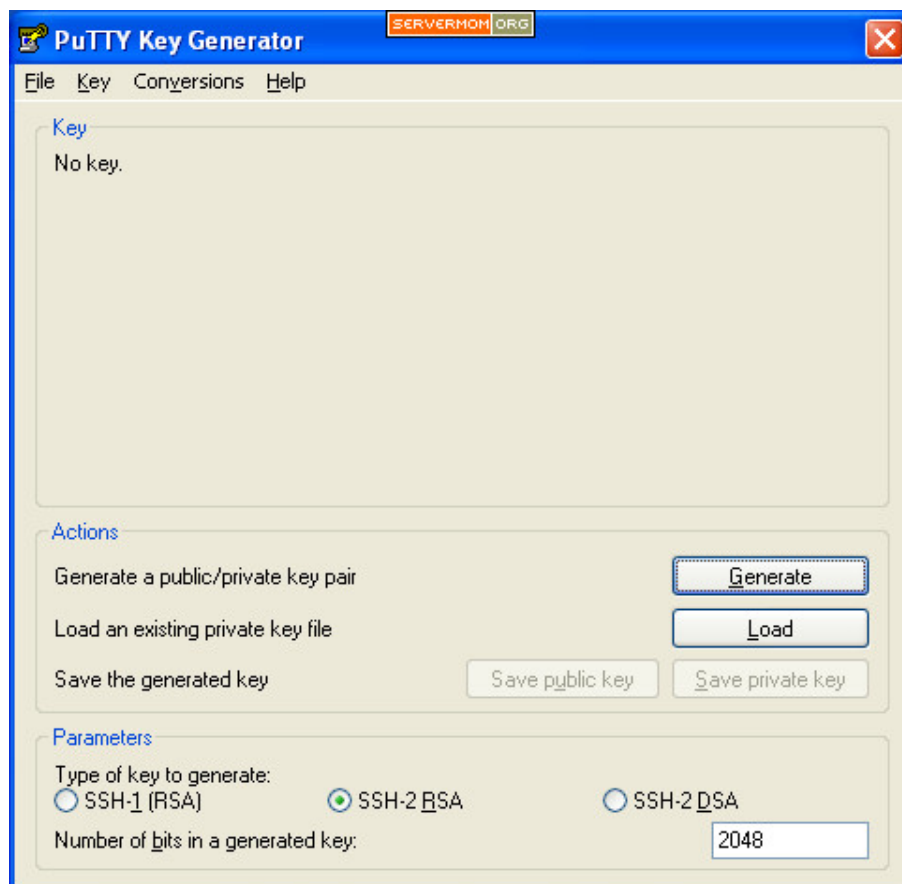 SERVERMOM ORG
PuTTY Key Generator
File Key Conversions Help
Key
No key.
Actions
Generate a public/private key pair Generate
Load an existing private key file Load
Save the generated key Save public key Save private key
Parameters
Type of key to generate:
SSH-1 (RSA) SSH-2 RSA SSH-2 DSA
Number of bits in a generated key: 2048